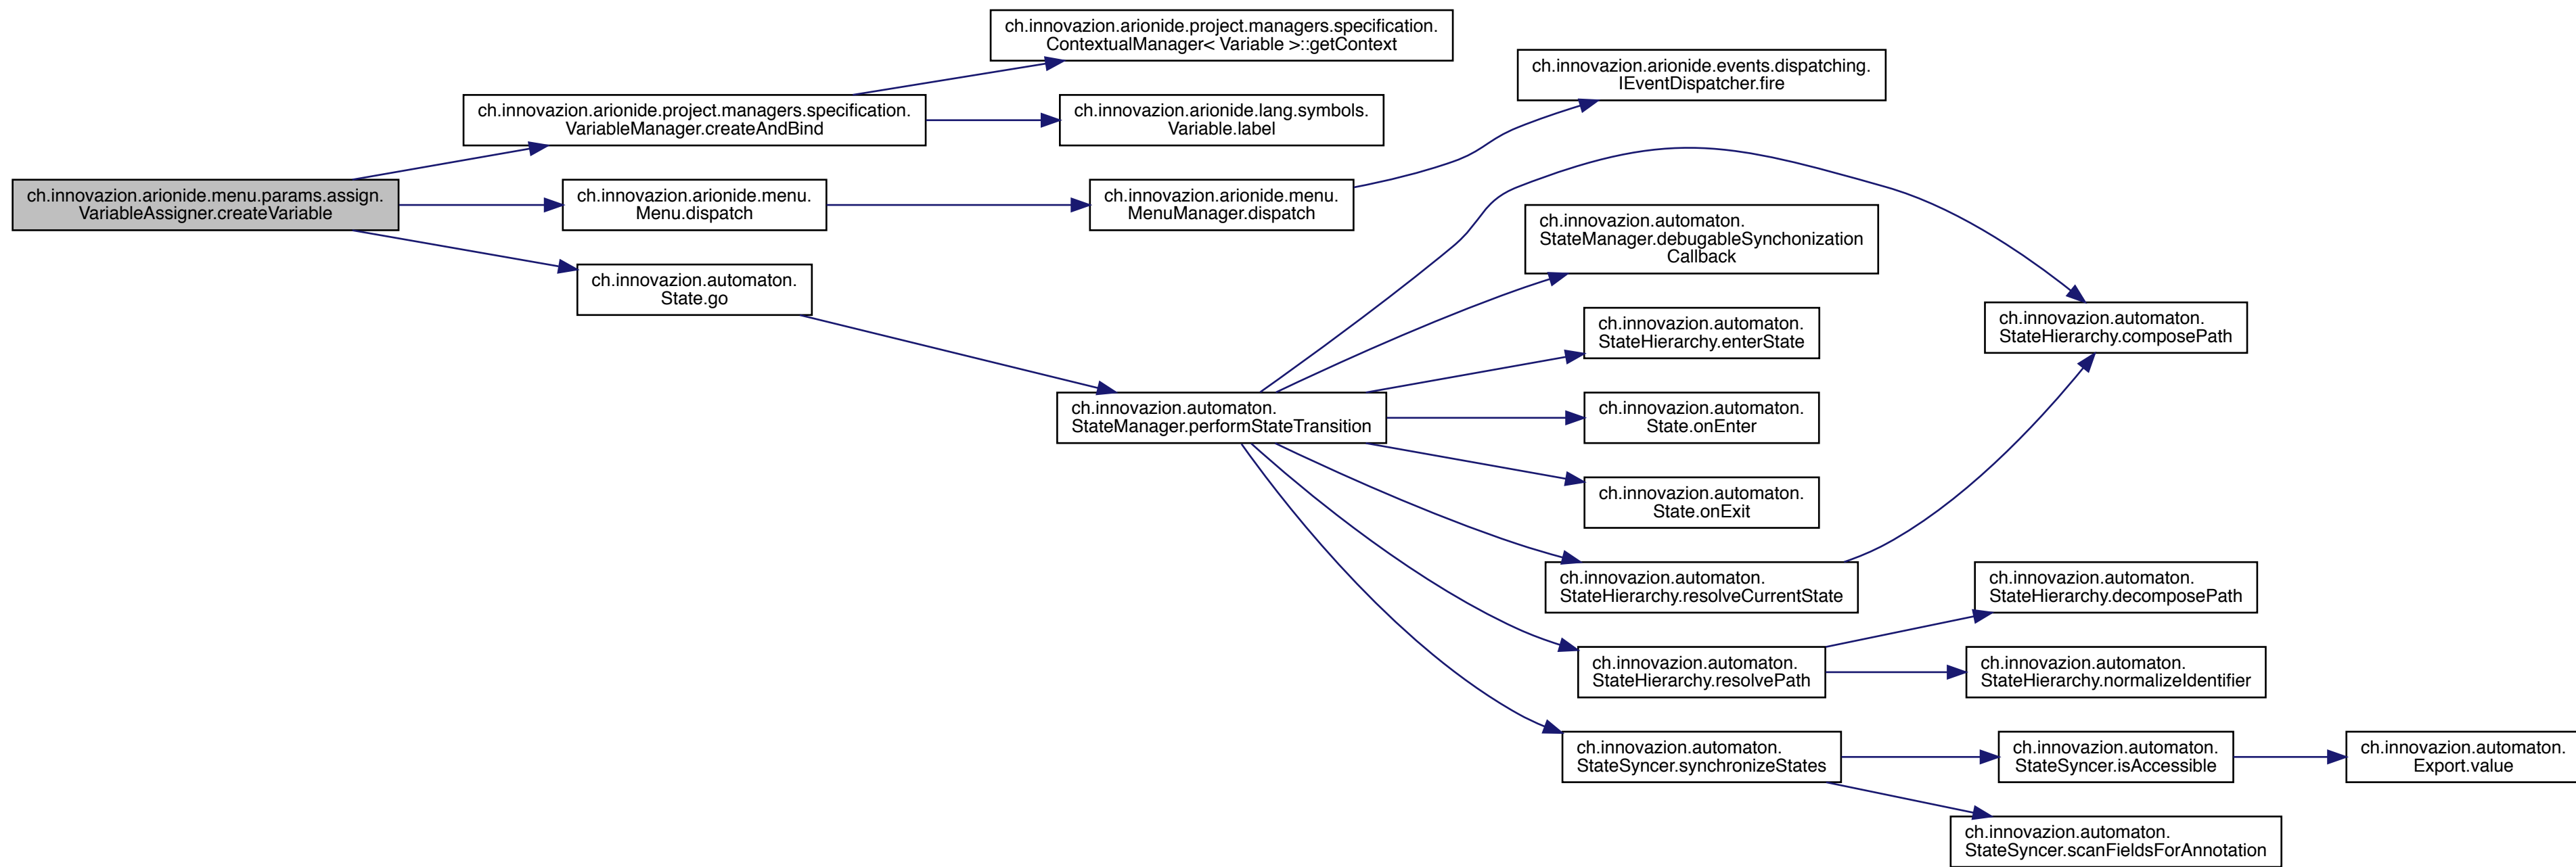 ch.innovazion.arionide.menu.params.assign.
VariableAssigner.createVariable
ch.innovazion.arionide.project.managers.specification.
VariableManager.createAndBind
ch.innovazion.arionide.project.managers.specification.
ContextualManager< Variable >::getContext
ch.innovazion.arionide.lang.symbols.
Variable.label
ch.innovazion.arionide.menu.
Menu.dispatch
ch.innovazion.arionide.menu.
MenuManager.dispatch
ch.innovazion.arionide.events.dispatching.
IEventDispatcher.fire
ch.innovazion.automaton.
State.go
ch.innovazion.automaton.
StateManager.performStateTransition
ch.innovazion.automaton.
StateManager.debugableSynchonization
Callback
ch.innovazion.automaton.
StateHierarchy.enterState
ch.innovazion.automaton.
State.onEnter
ch.innovazion.automaton.
State.onExit
ch.innovazion.automaton.
StateHierarchy.resolveCurrentState
ch.innovazion.automaton.
StateHierarchy.composePath
ch.innovazion.automaton.
StateHierarchy.resolvePath
ch.innovazion.automaton.
StateHierarchy.decomposePath
ch.innovazion.automaton.
StateHierarchy.normalizeIdentifier
ch.innovazion.automaton.
StateSyncer.synchronizeStates
ch.innovazion.automaton.
StateSyncer.isAccessible
ch.innovazion.automaton.
Export.value
ch.innovazion.automaton.
StateSyncer.scanFieldsForAnnotation